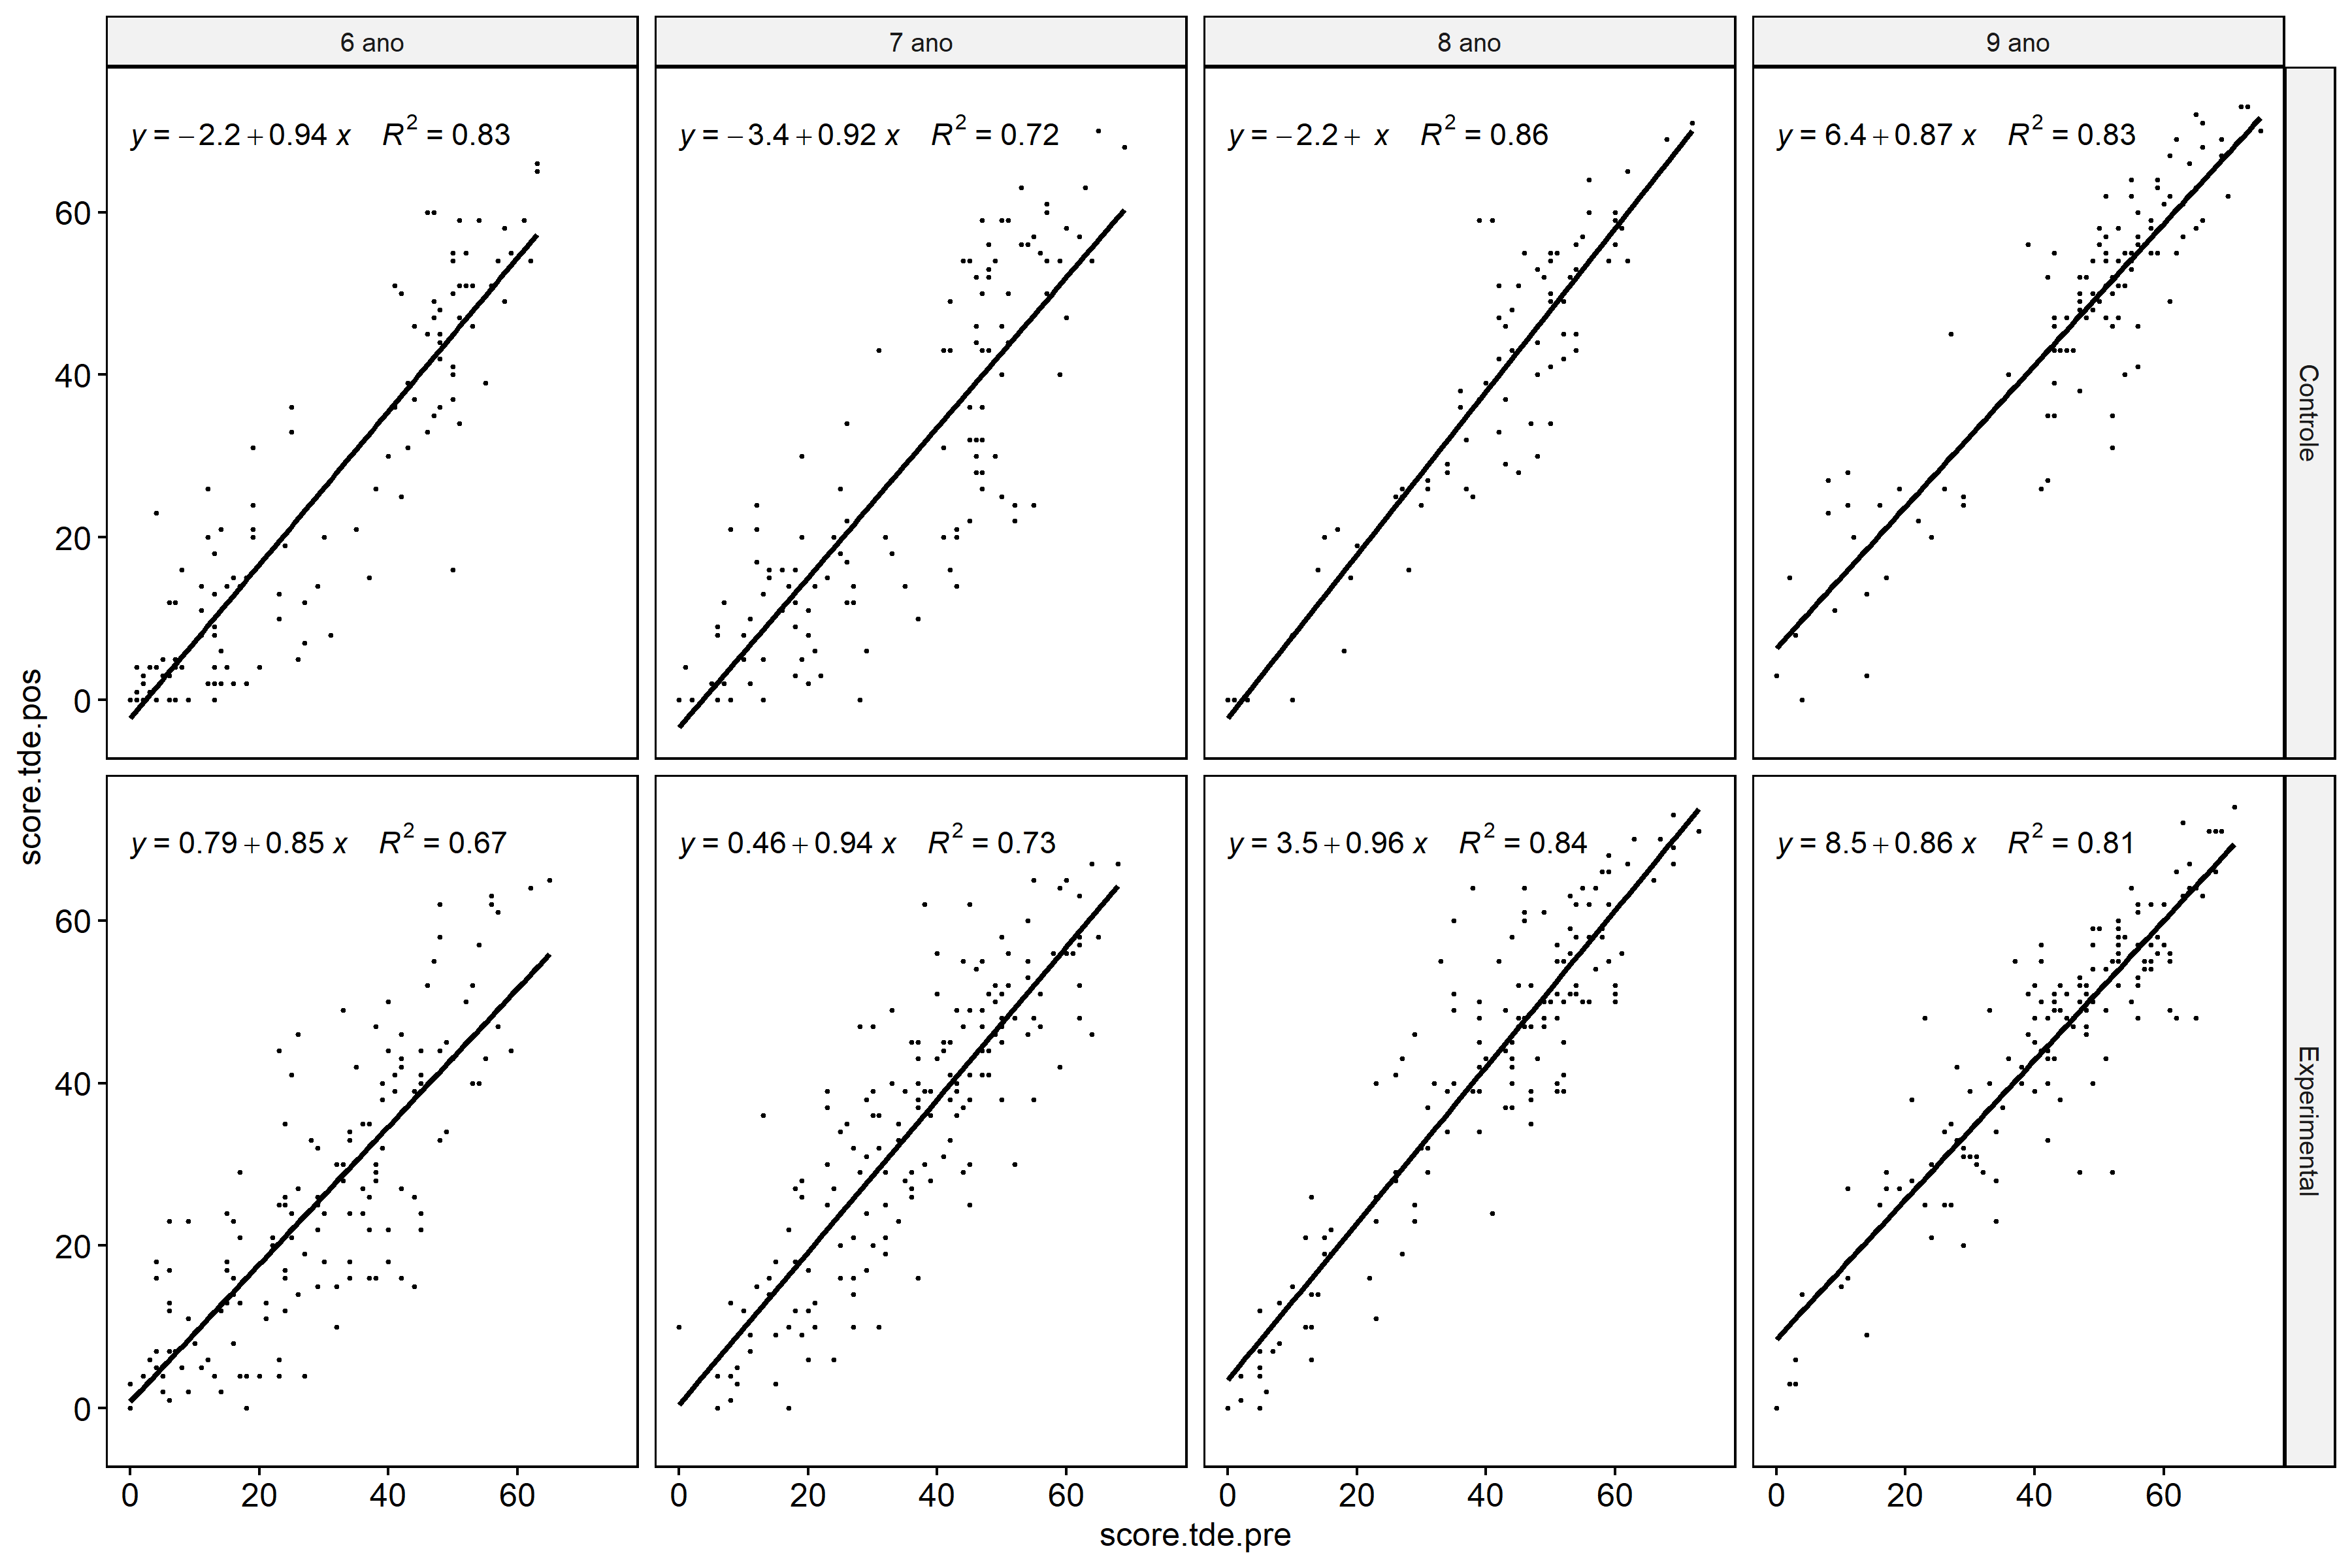 6 ano 7 ano 8 ano 9 ano
y = −2.2 + 0.94 x R² = 0.83
y = −3.4 + 0.92 x R² = 0.72
y = −2.2 + x R² = 0.86
y = 6.4 + 0.87 x R² = 0.83
60
40
20
0
Controle
score.tde.pos
y = 0.79 + 0.85 x R² = 0.67
y = 0.46 + 0.94 x R² = 0.73
y = 3.5 + 0.96 x R² = 0.84
y = 8.5 + 0.86 x R² = 0.81
60
40
20
0
Experimental
0 20 40 60 0 20 40 60 0 20 40 60 0 20 40 60
score.tde.pre